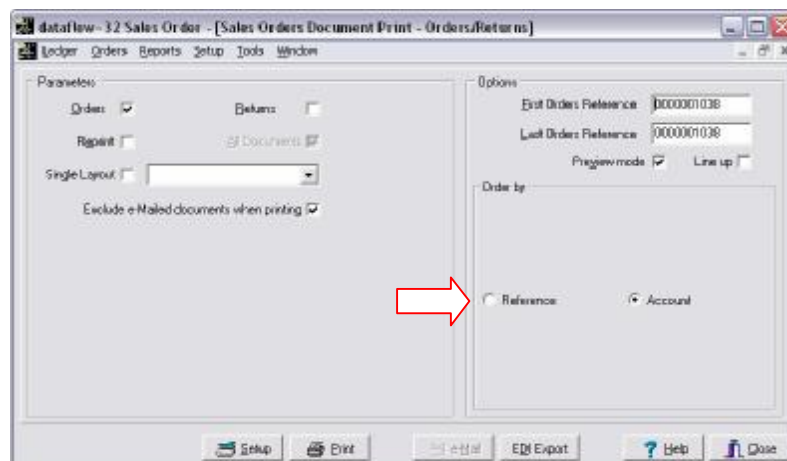 dataflow-32 Sales Order - [Sales Orders Document Print - Orders/Returns]
Ledger Orders Reports Setup Tools Window
Parameters
Orders Returns
Reprint All Documents
Single Layout
Exclude e-Mailed documents when printing
Options
First Orders Reference 0000001038
Last Orders Reference 0000001038
Preview mode Line up
Order by
Reference Account
Setup Print e-Mail EDI Export Help Close